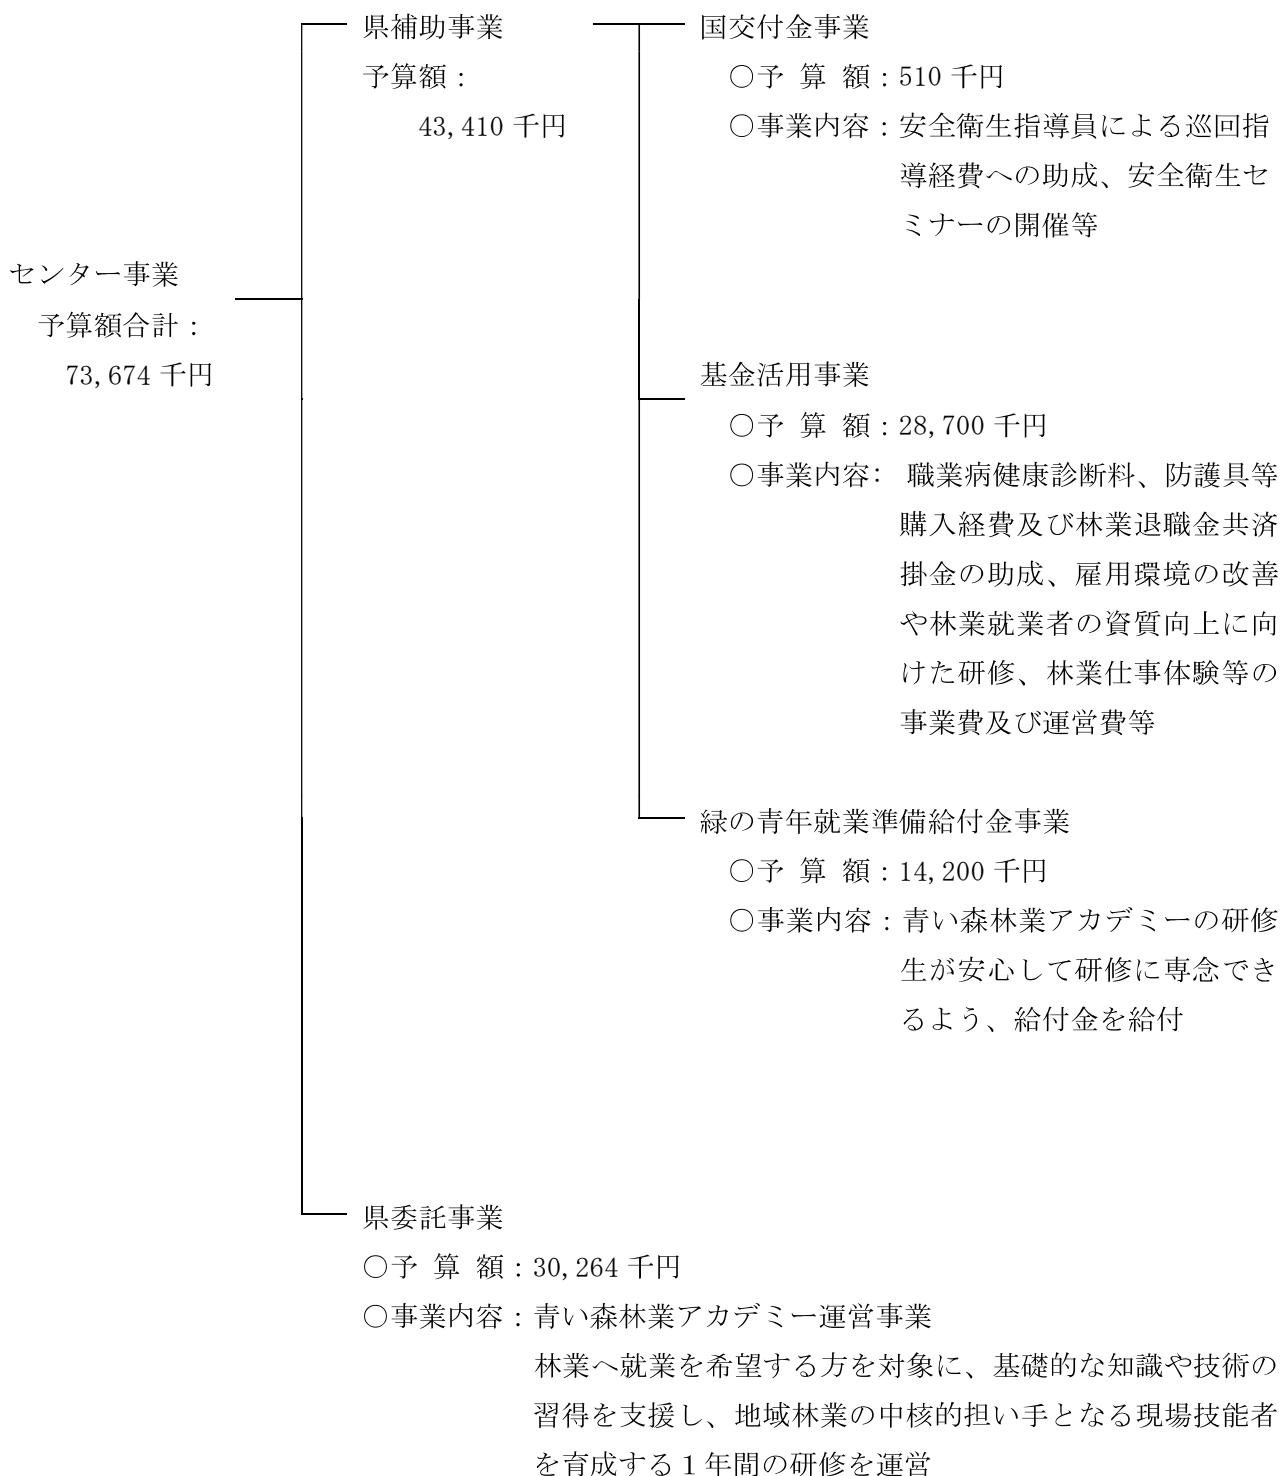 センター事業
予算額合計：
73,674 千円
県補助事業
予算額：
43,410 千円
国交付金事業
○予 算 額：510 千円
○事業内容：安全衛生指導員による巡回指
導経費への助成、安全衛生セ
ミナーの開催等
基金活用事業
○予 算 額：28,700 千円
○事業内容： 職業病健康診断料、防護具等
購入経費及び林業退職金共済
掛金の助成、雇用環境の改善
や林業就業者の資質向上に向
けた研修、林業仕事体験等の
事業費及び運営費等
緑の青年就業準備給付金事業
○予 算 額：14,200 千円
○事業内容：青い森林業アカデミーの研修
生が安心して研修に専念でき
るよう、給付金を給付
県委託事業
○予 算 額：30,264 千円
○事業内容：青い森林業アカデミー運営事業
林業へ就業を希望する方を対象に、基礎的な知識や技術の
習得を支援し、地域林業の中核的担い手となる現場技能者
を育成する１年間の研修を運営